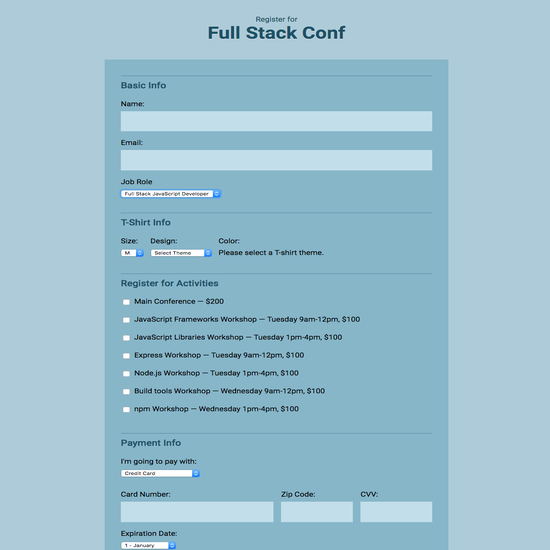 Register for
Full Stack Conf
Basic Info
Name:
Email:
Job Role
Full Stack JavaScript Developer
T-Shirt Info
Size: Design: Color:
M Select Theme Please select a T-shirt theme.
Register for Activities
Main Conference — $200
JavaScript Frameworks Workshop — Tuesday 9am-12pm, $100
JavaScript Libraries Workshop — Tuesday 1pm-4pm, $100
Express Workshop — Tuesday 9am-12pm, $100
Node.js Workshop — Tuesday 1pm-4pm, $100
Build tools Workshop — Wednesday 9am-12pm, $100
npm Workshop — Wednesday 1pm-4pm, $100
Payment Info
I'm going to pay with:
Credit Card
Card Number: Zip Code: CVV:
Expiration Date:
1 - January